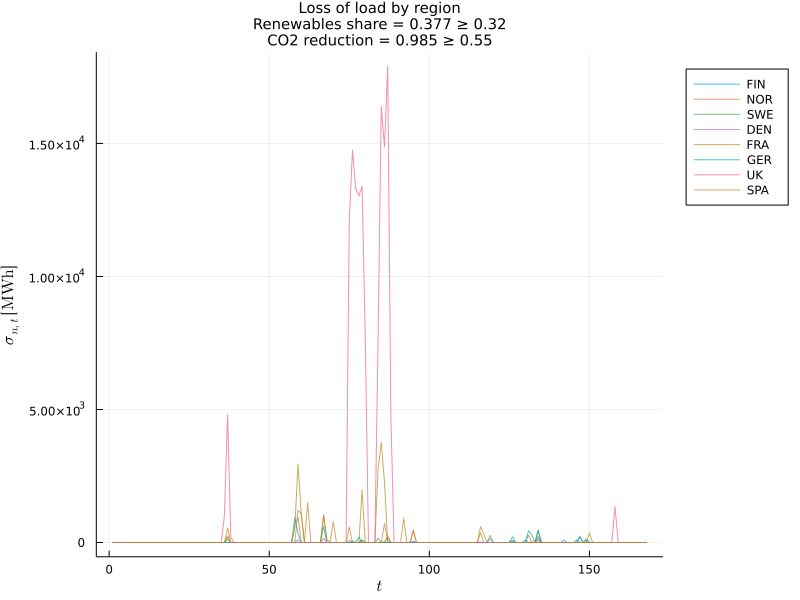 Loss of load by region
Renewables share = 0.377 ≥ 0.32
CO2 reduction = 0.985 ≥ 0.55
FIN
NOR
SWE
DEN
FRA
GER
UK
SPA
1.50×10⁴
1.00×10⁴
5.00×10³
0
σₙ,ₜ [MWh]
0 50 100 150
t